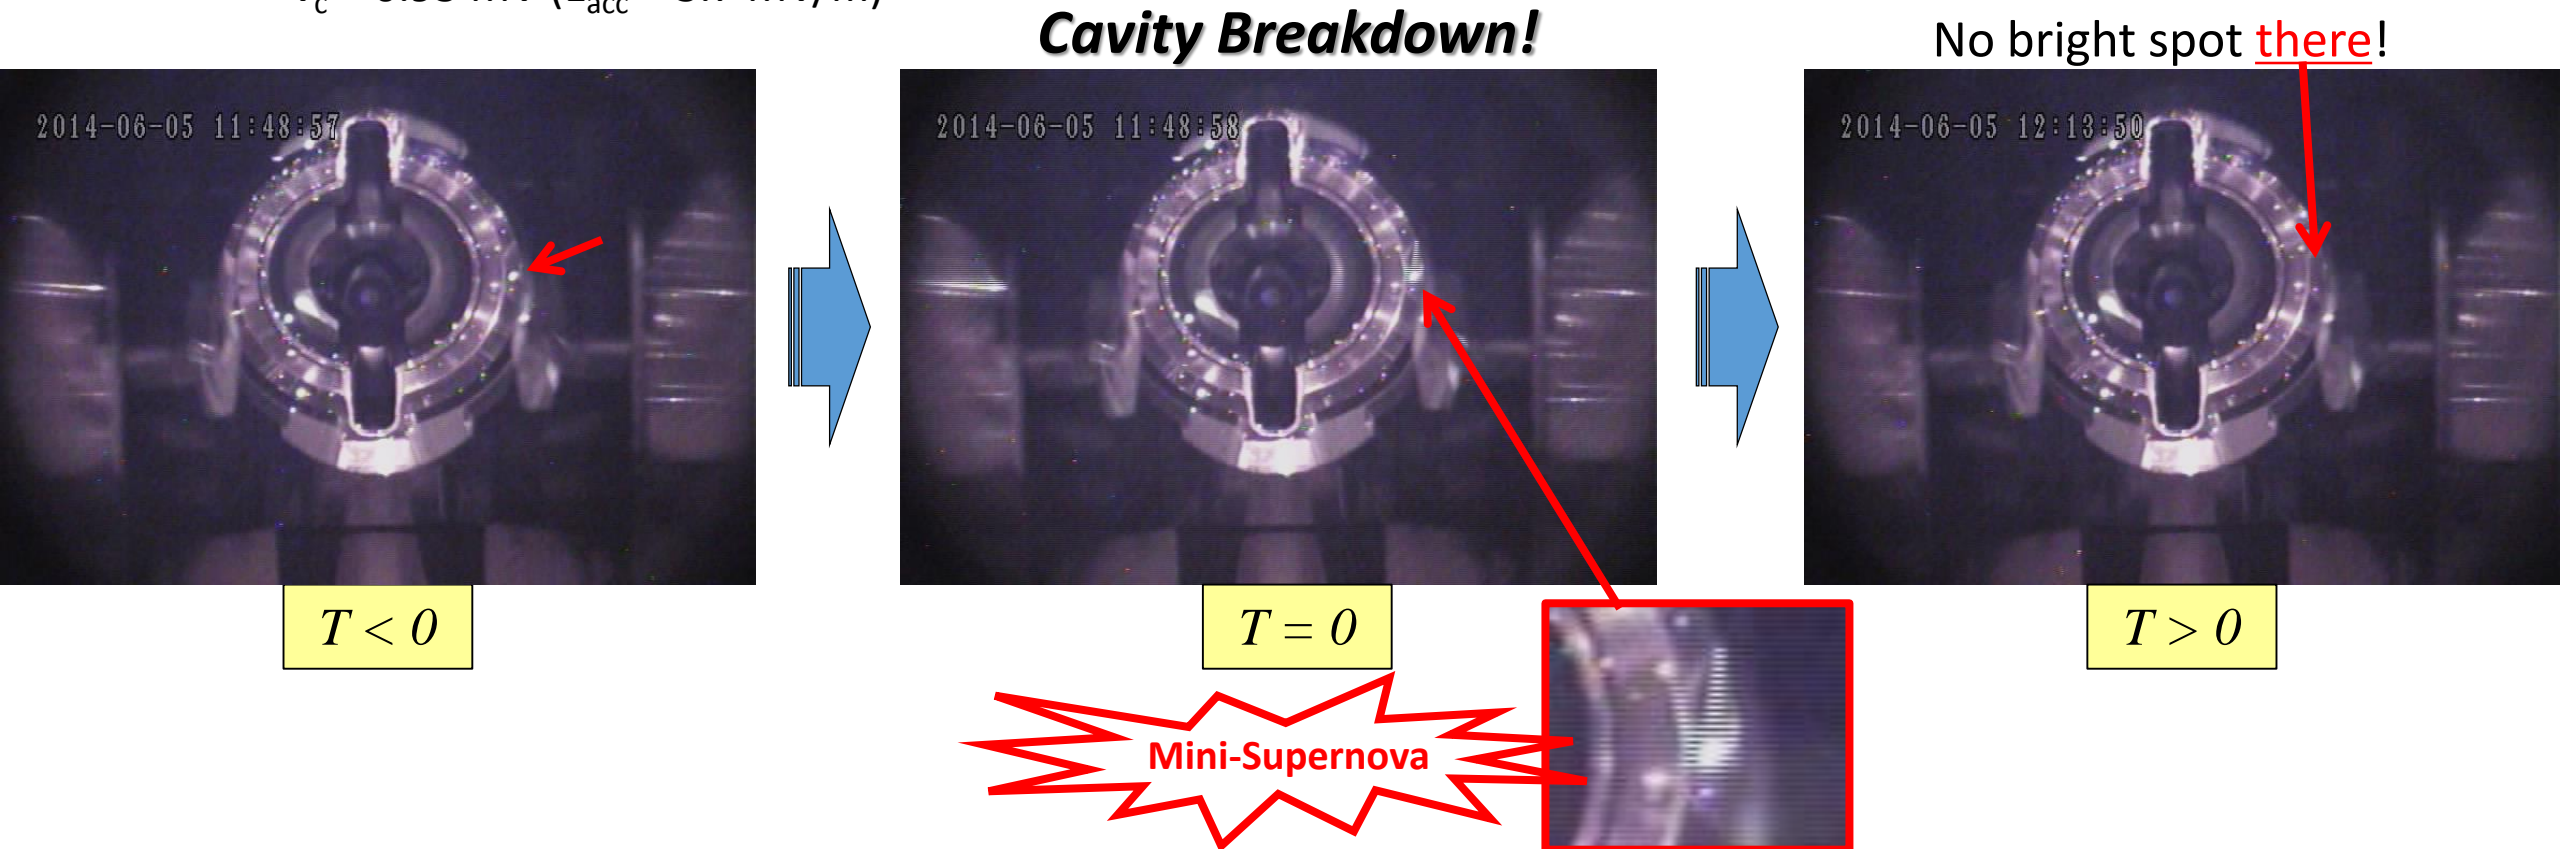 Cavity Breakdown!
No bright spot there!
2014-06-05 11:48:57
2014-06-05 11:48:58
2014-06-05 12:13:50
T < 0
T = 0
T > 0
Mini-Supernova